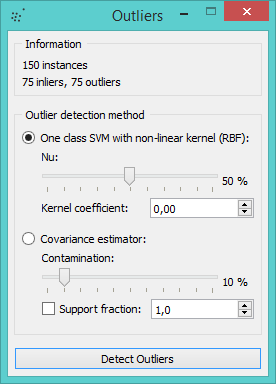 Outliers
Information
150 instances
75 inliers, 75 outliers
Outlier detection method
One class SVM with non-linear kernel (RBF):
Nu:
50 %
Kernel coefficient: 0,00
Covariance estimator:
Contamination:
10 %
Support fraction: 1,0
Detect Outliers